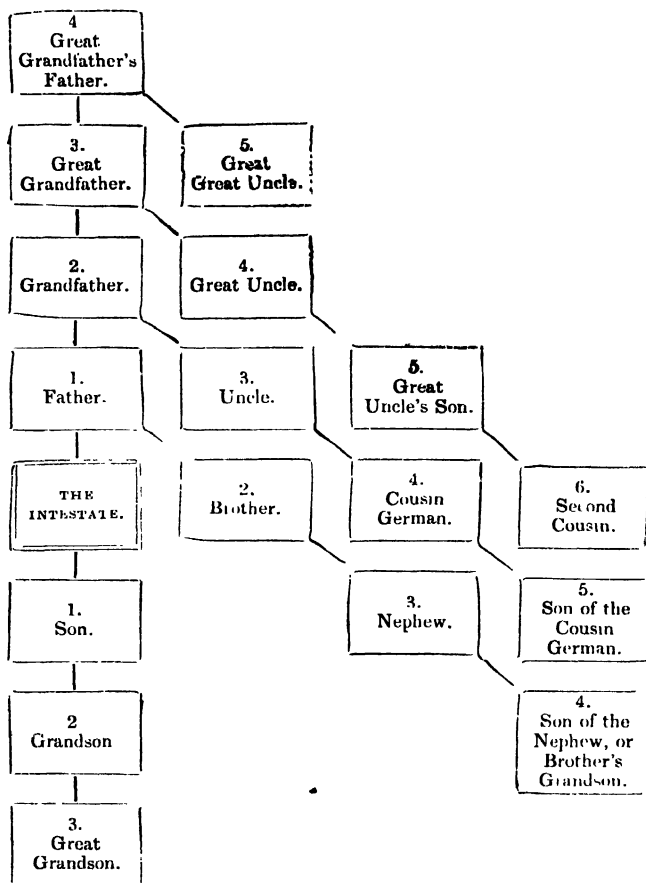 4
Great
Grandfather's
Father.
3.
Great
Grandfather.
5.
Great
Great Uncle.
2.
Grandfather.
4.
Great Uncle.
1.
Father.
3.
Uncle.
5.
Great
Uncle's Son.
THE
INTESTATE.
2.
Brother.
4.
Cousin
German.
6.
Second
Cousin.
1.
Son.
3.
Nephew.
5.
Son of the
Cousin
German.
2
Grandson
4.
Son of the
Nephew, or
Brother's
Grandson.
3.
Great
Grandson.